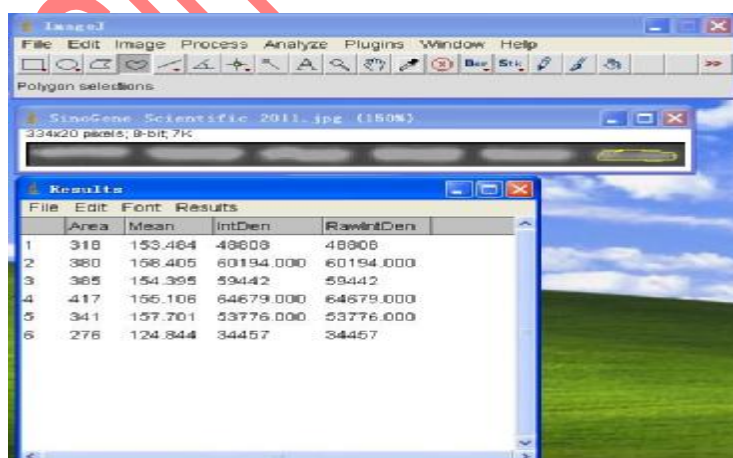 ImageJ
File Edit Image Process Analyze Plugins Window Help
A Dev Stk >>
Polygon selections
SinoGene Scientific 2011.jpg (150%)
334x20 pixels; 8-bit; 7K
Results
File Edit Font Results
Area Mean IntDen RawIntDen
1 318 153.484 48808 48808
2 380 158.405 60194.000 60194.000
3 385 154.395 59442 59442
4 417 155.106 64679.000 64679.000
5 341 157.701 53776.000 53776.000
6 276 124.844 34457 34457